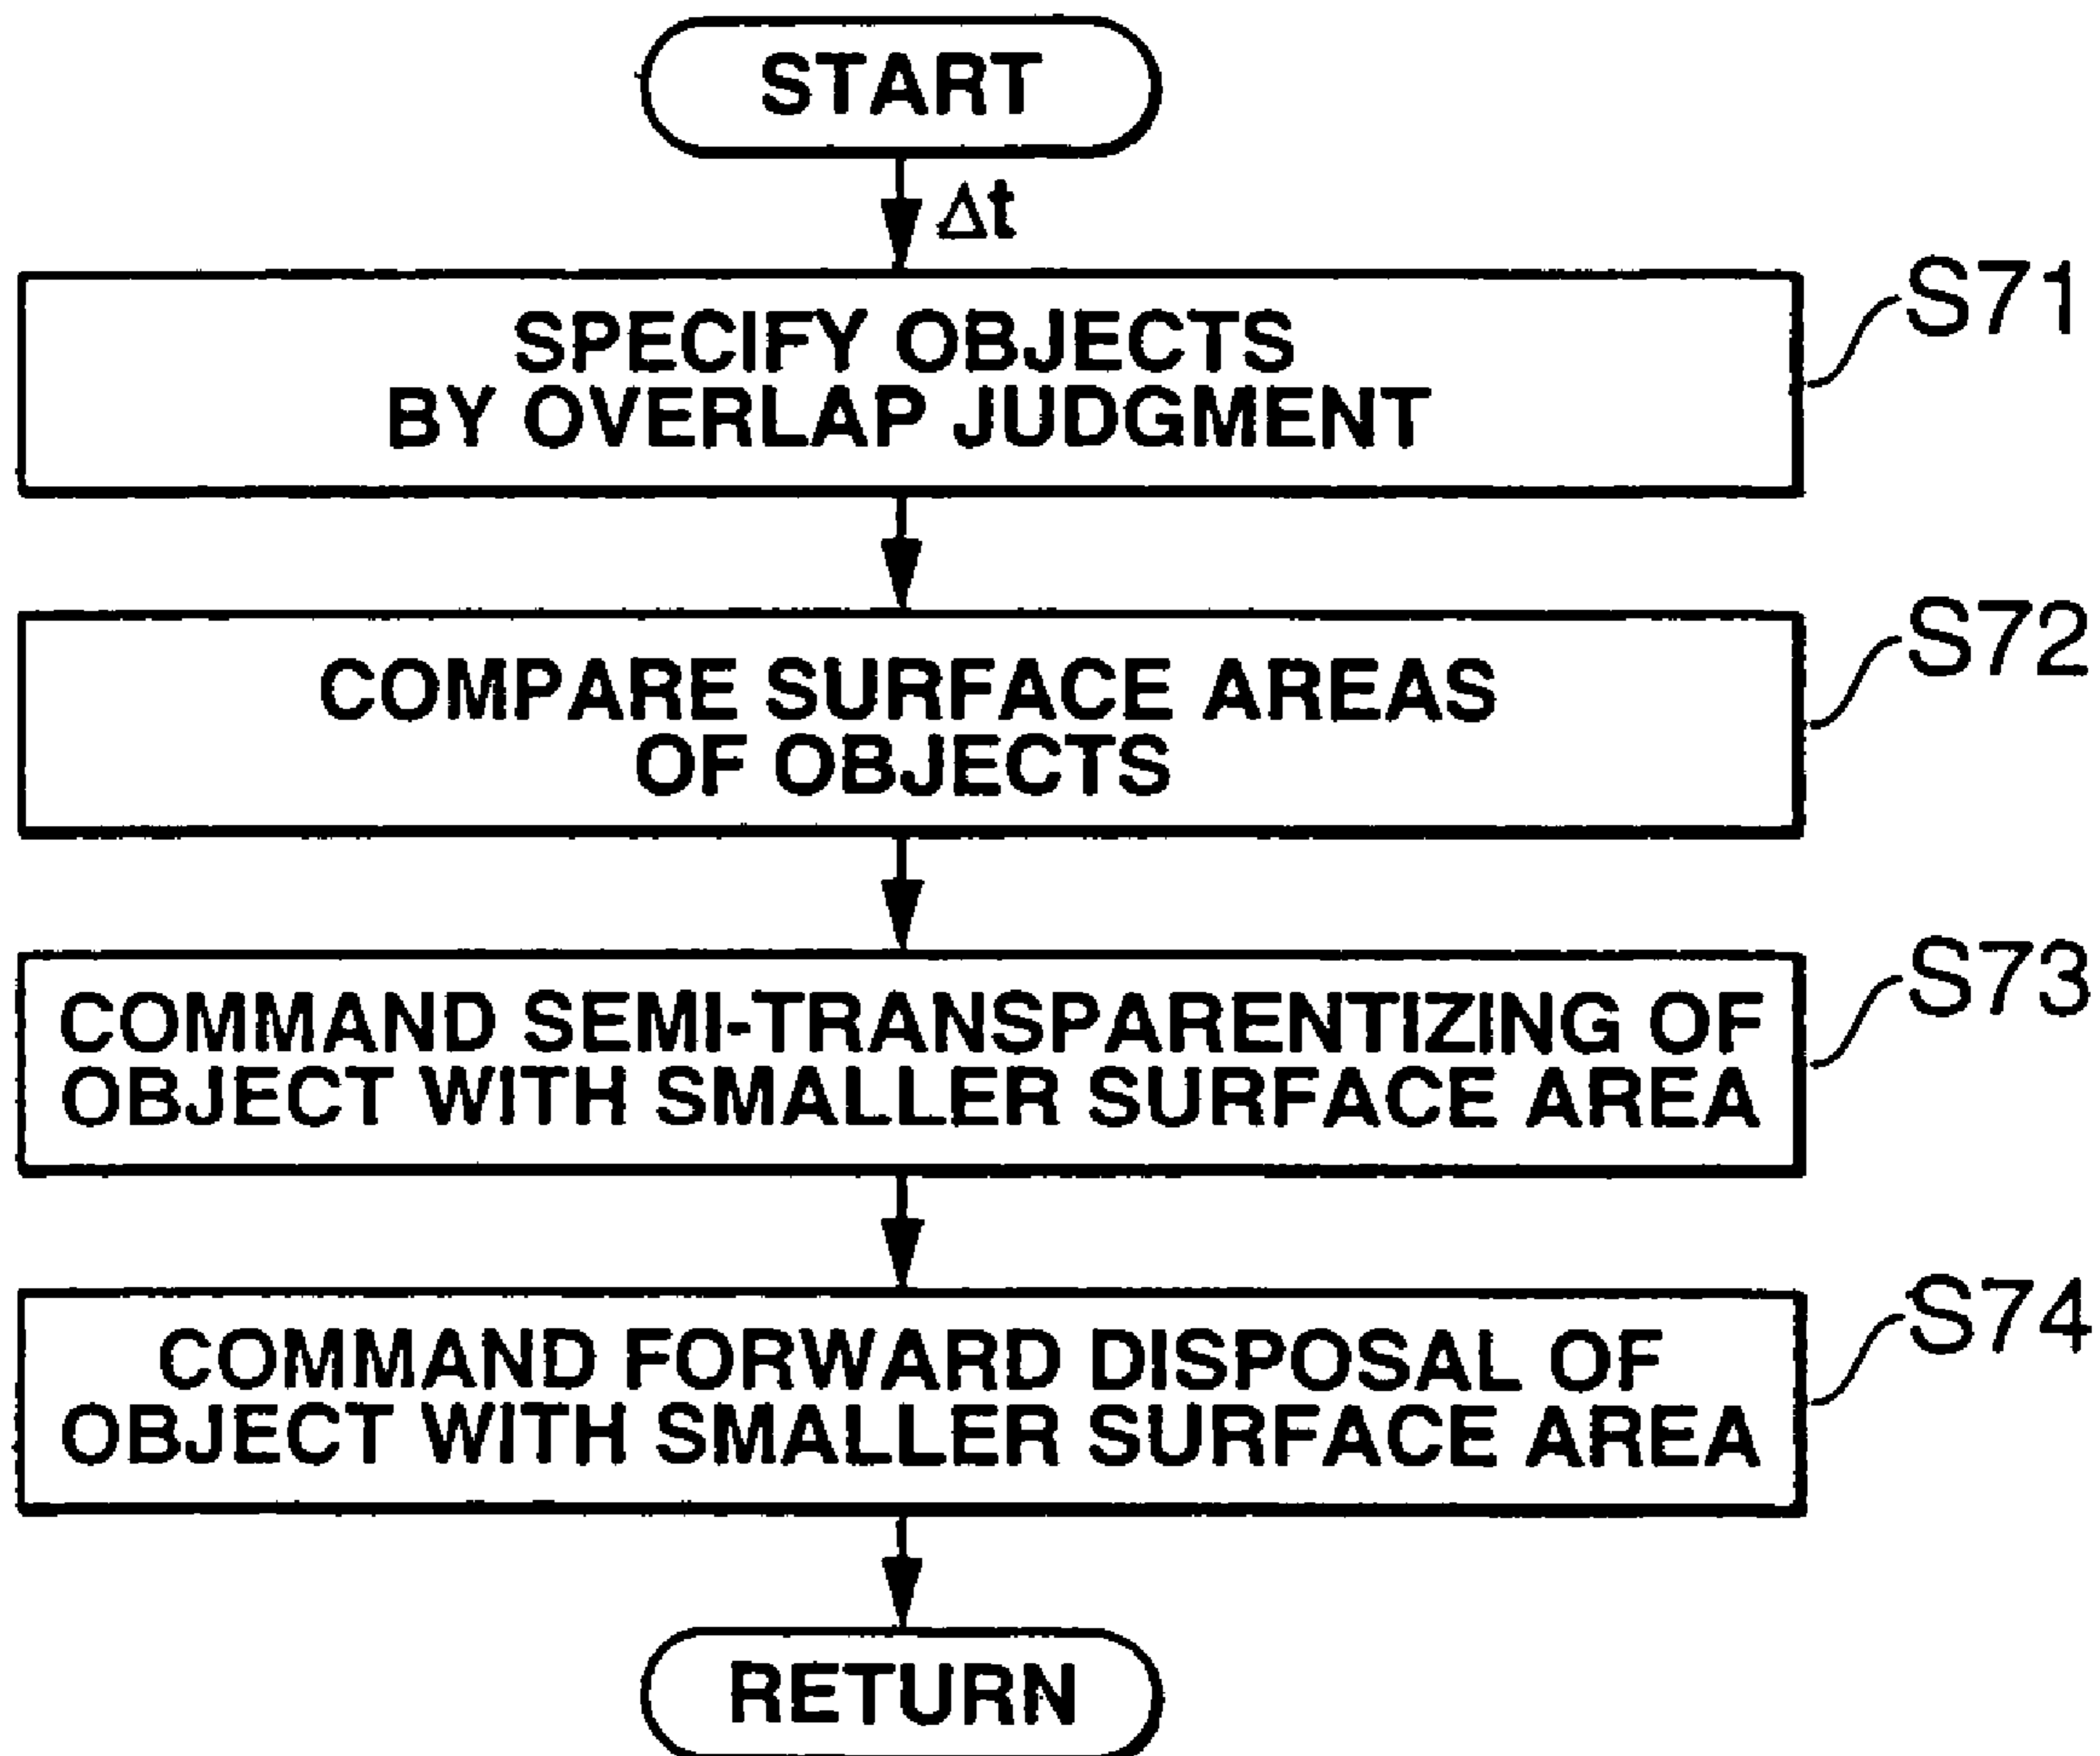 START
Δt
SPECIFY OBJECTS
BY OVERLAP JUDGMENT
S71
COMPARE SURFACE AREAS
OF OBJECTS
S72
COMMAND SEMI-TRANSPARENTIZING OF
OBJECT WITH SMALLER SURFACE AREA
S73
COMMAND FORWARD DISPOSAL OF
OBJECT WITH SMALLER SURFACE AREA
S74
RETURN